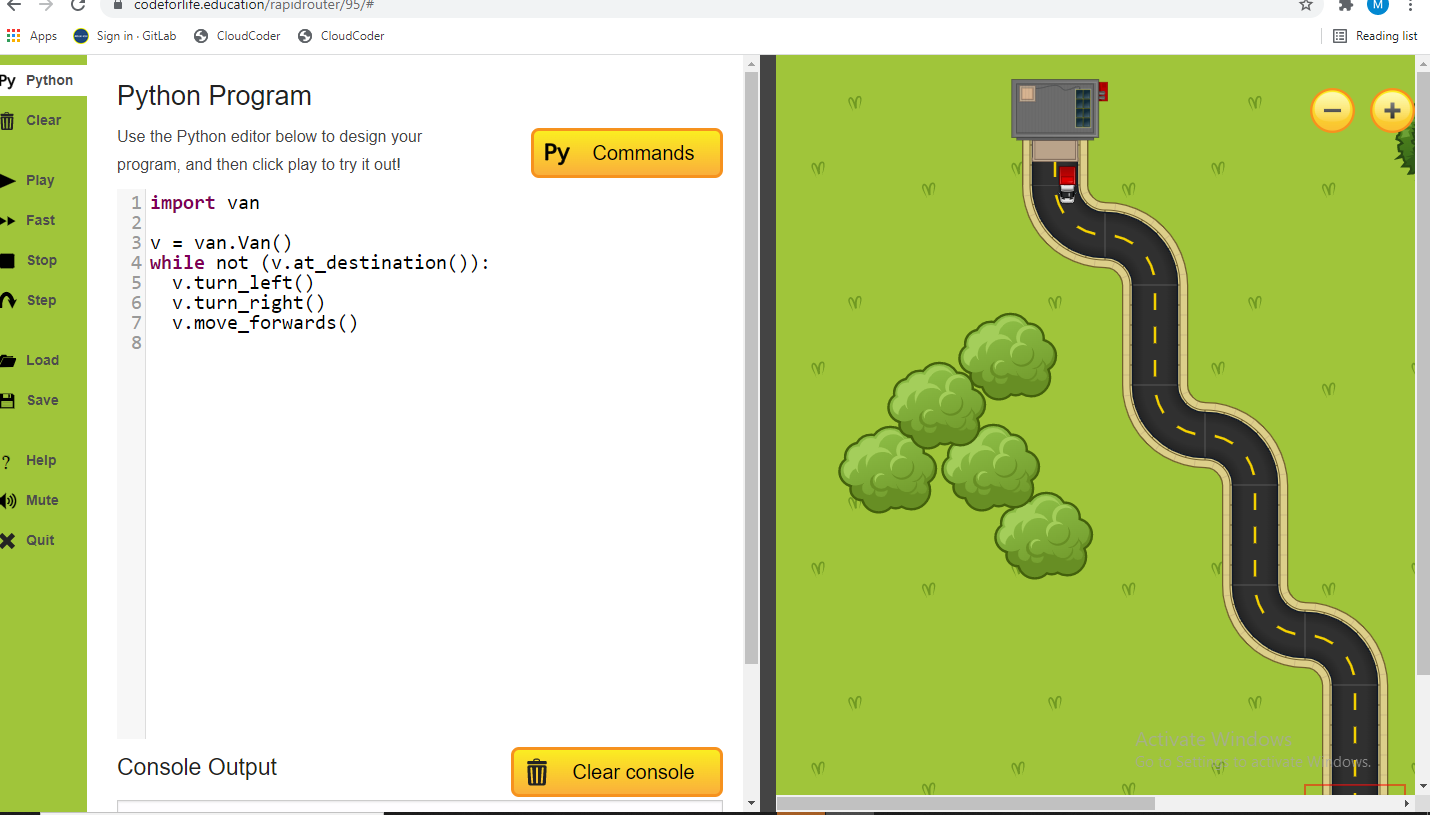 codeforlife.education/rapidrouter/95/#
M
Apps Sign in · GitLab CloudCoder CloudCoder Reading list
Py Python
Clear
Play
Fast
Stop
Step
Load
Save
? Help
Mute
Quit
Python Program
Use the Python editor below to design your
program, and then click play to try it out!
Py Commands
1 import van
2
3 v = van.Van()
4 while not (v.at_destination()):
5 v.turn_left()
6 v.turn_right()
7 v.move_forwards()
8
Console Output
Clear console
Activate Windows
Go to Settings to activate Windows.